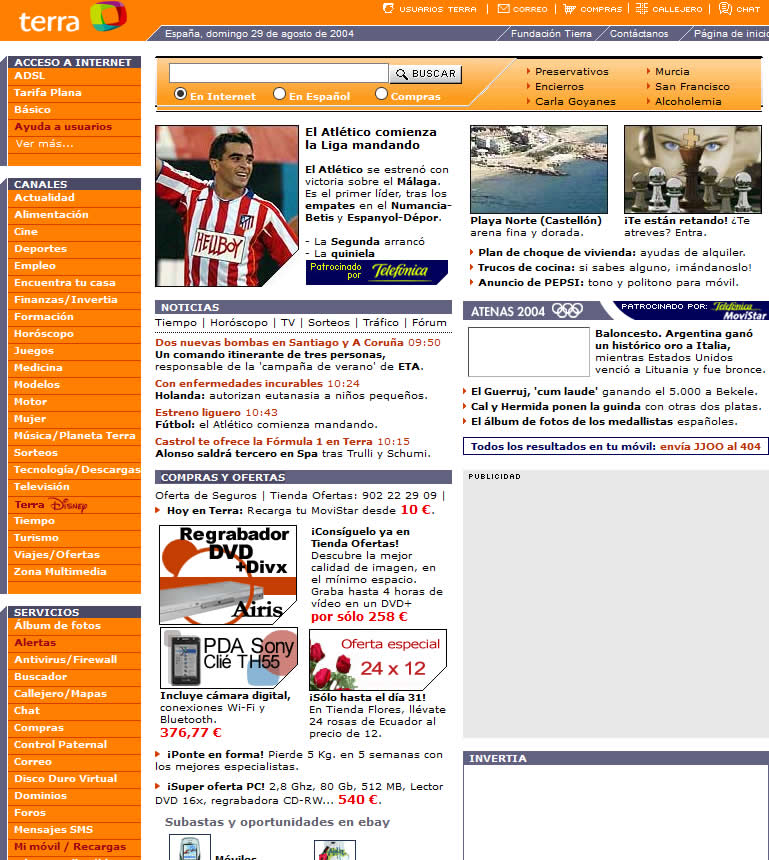 terra
USUARIOS TERRA | CORREO | COMPRAS | CALLEJERO | CHAT
España, domingo 29 de agosto de 2004
Fundación Tierra
Contáctanos
Página de inicio
ACCESO A INTERNET
ADSL
Tarifa Plana
Básico
Ayuda a usuarios
Ver más...
CANALES
Actualidad
Alimentación
Cine
Deportes
Empleo
Encuentra tu casa
Finanzas/Invertia
Formación
Horóscopo
Juegos
Medicina
Modelos
Motor
Mujer
Música/Planeta Terra
Sorteos
Tecnología/Descargas
Televisión
Terra Disney
Tiempo
Turismo
Viajes/Ofertas
Zona Multimedia
SERVICIOS
Álbum de fotos
Alertas
Antivirus/Firewall
Buscador
Callejero/Mapas
Chat
Compras
Control Paternal
Correo
Disco Duro Virtual
Dominios
Foros
Mensajes SMS
Mi móvil / Recargas
BUSCAR
En Internet
En Español
Compras
Preservativos
Encierros
Carla Goyanes
Murcia
San Francisco
Alcoholemia
HELLBOY
El Atlético comienza
la Liga mandando
El Atlético se estrenó con
victoria sobre el Málaga.
Es el primer líder, tras los
empates en el Numancia-
Betis y Espanyol-Dépor.
- La Segunda arrancó
- La quiniela
Patrocinado
por
Telefónica
Playa Norte (Castellón)
arena fina y dorada.
¡Te están retando! ¿Te
atreves? Entra.
Plan de choque de vivienda: ayudas de alquiler.
Trucos de cocina: si sabes alguno, ¡mándanoslo!
Anuncio de PEPSI: tono y politono para móvil.
NOTICIAS
Tiempo | Horóscopo | TV | Sorteos | Tráfico | Fórum
Dos nuevas bombas en Santiago y A Coruña 09:50
Un comando itinerante de tres personas,
responsable de la 'campaña de verano' de ETA.
Con enfermedades incurables 10:24
Holanda: autorizan eutanasia a niños pequeños.
Estreno liguero 10:43
Fútbol: el Atlético comienza mandando.
Castrol te ofrece la Fórmula 1 en Terra 10:15
Alonso saldrá tercero en Spa tras Trulli y Schumi.
ATENAS 2004
PATROCINADO POR: Telefónica
MoviStar
Baloncesto. Argentina ganó
un histórico oro a Italia,
mientras Estados Unidos
venció a Lituania y fue bronce.
El Guerruj, 'cum laude' ganando el 5.000 a Bekele.
Cal y Hermida ponen la guinda con otras dos platas.
El álbum de fotos de los medallistas españoles.
Todos los resultados en tu móvil: envía JJOO al 404
COMPRAS Y OFERTAS
Oferta de Seguros | Tienda Ofertas: 902 22 29 09 |
Hoy en Terra: Recarga tu MoviStar desde 10 €.
Regrabador
DVD
+Divx
Airis
¡Consíguelo ya en
Tienda Ofertas!
Descubre la mejor
calidad de imagen, en
el mínimo espacio.
Graba hasta 4 horas de
vídeo en un DVD+
por sólo 258 €
PDA Sony
Clié TH55
Incluye cámara digital,
conexiones Wi-Fi y
Bluetooth.
376,77 €
Oferta especial
24 x 12
¡Sólo hasta el día 31!
En Tienda Flores, llévate
24 rosas de Ecuador al
precio de 12.
¡Ponte en forma! Pierde 5 Kg. en 5 semanas con
los mejores especialistas.
¡Super oferta PC! 2,8 Ghz, 80 Gb, 512 MB, Lector
DVD 16x, regrabadora CD-RW... 540 €.
Subastas y oportunidades en ebay
Móviles
PUBLICIDAD
INVERTIA